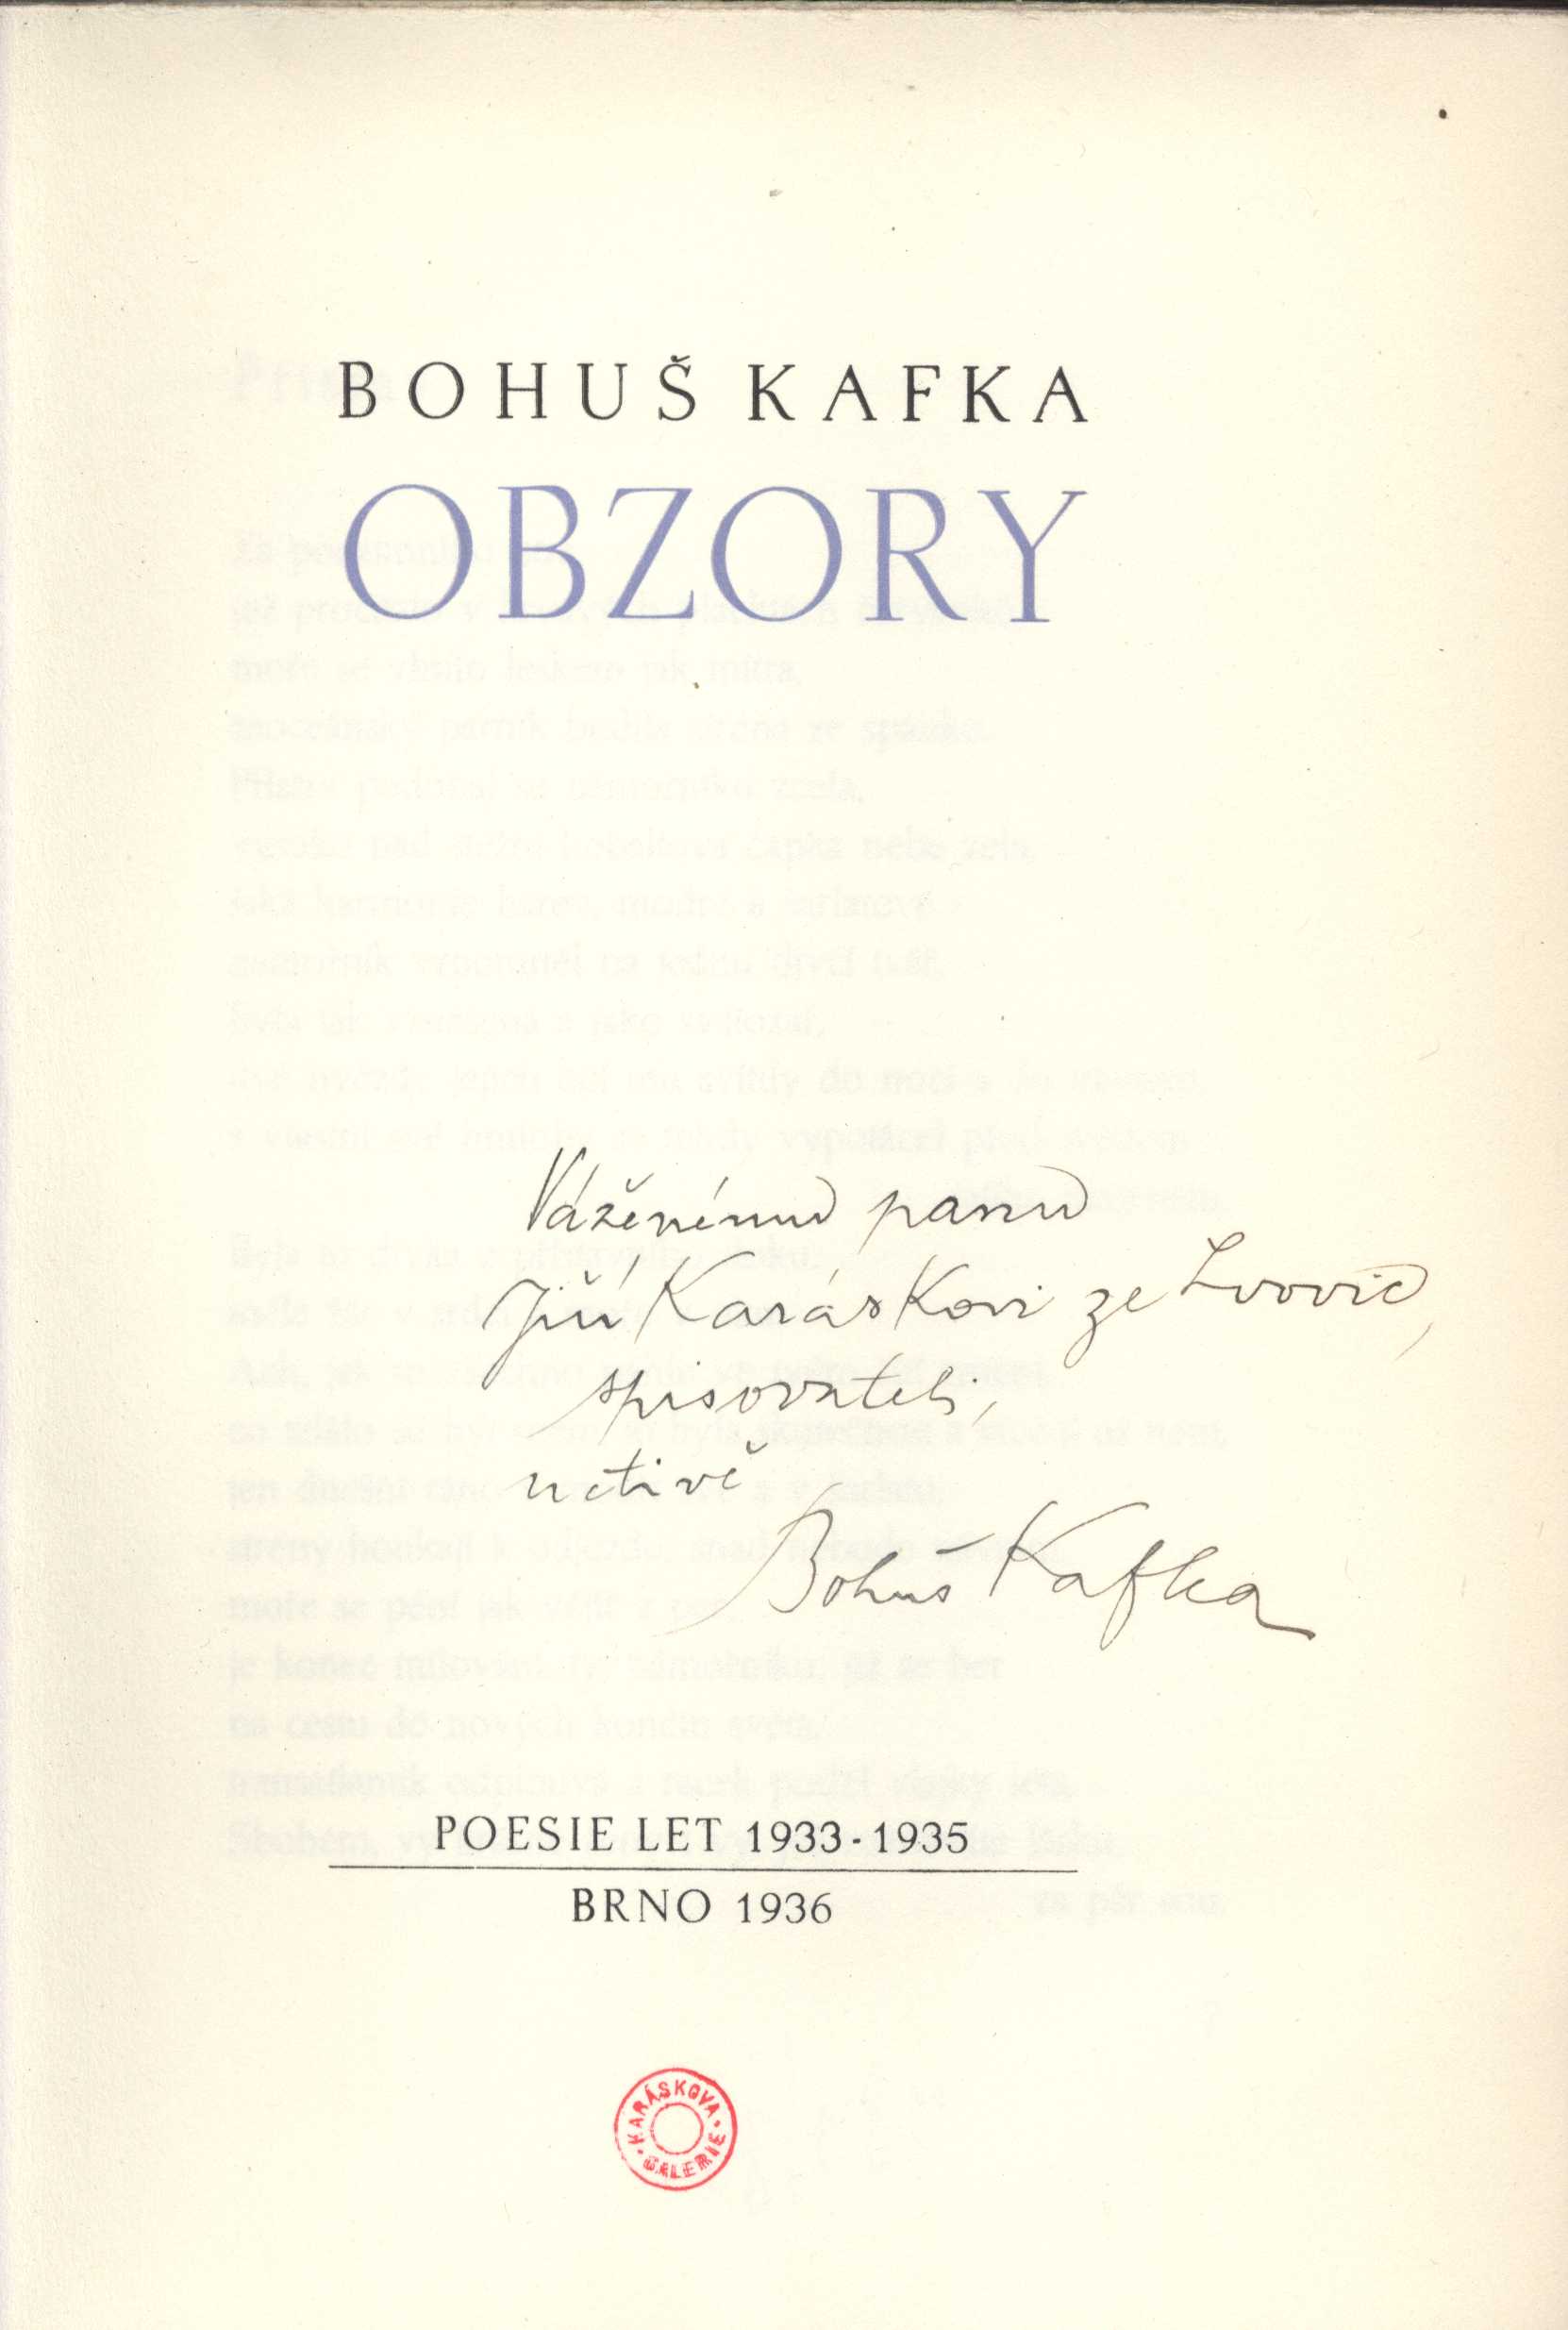 BOHUŠ KAFKA
OBZORY
Váženému panu
Jiří Karáskovi ze Lvovic,
spisovateli,
uctivě
Bohuš Kafka
POESIE LET 1933-1935
BRNO 1936
KARÁSKOVA
GALERIE